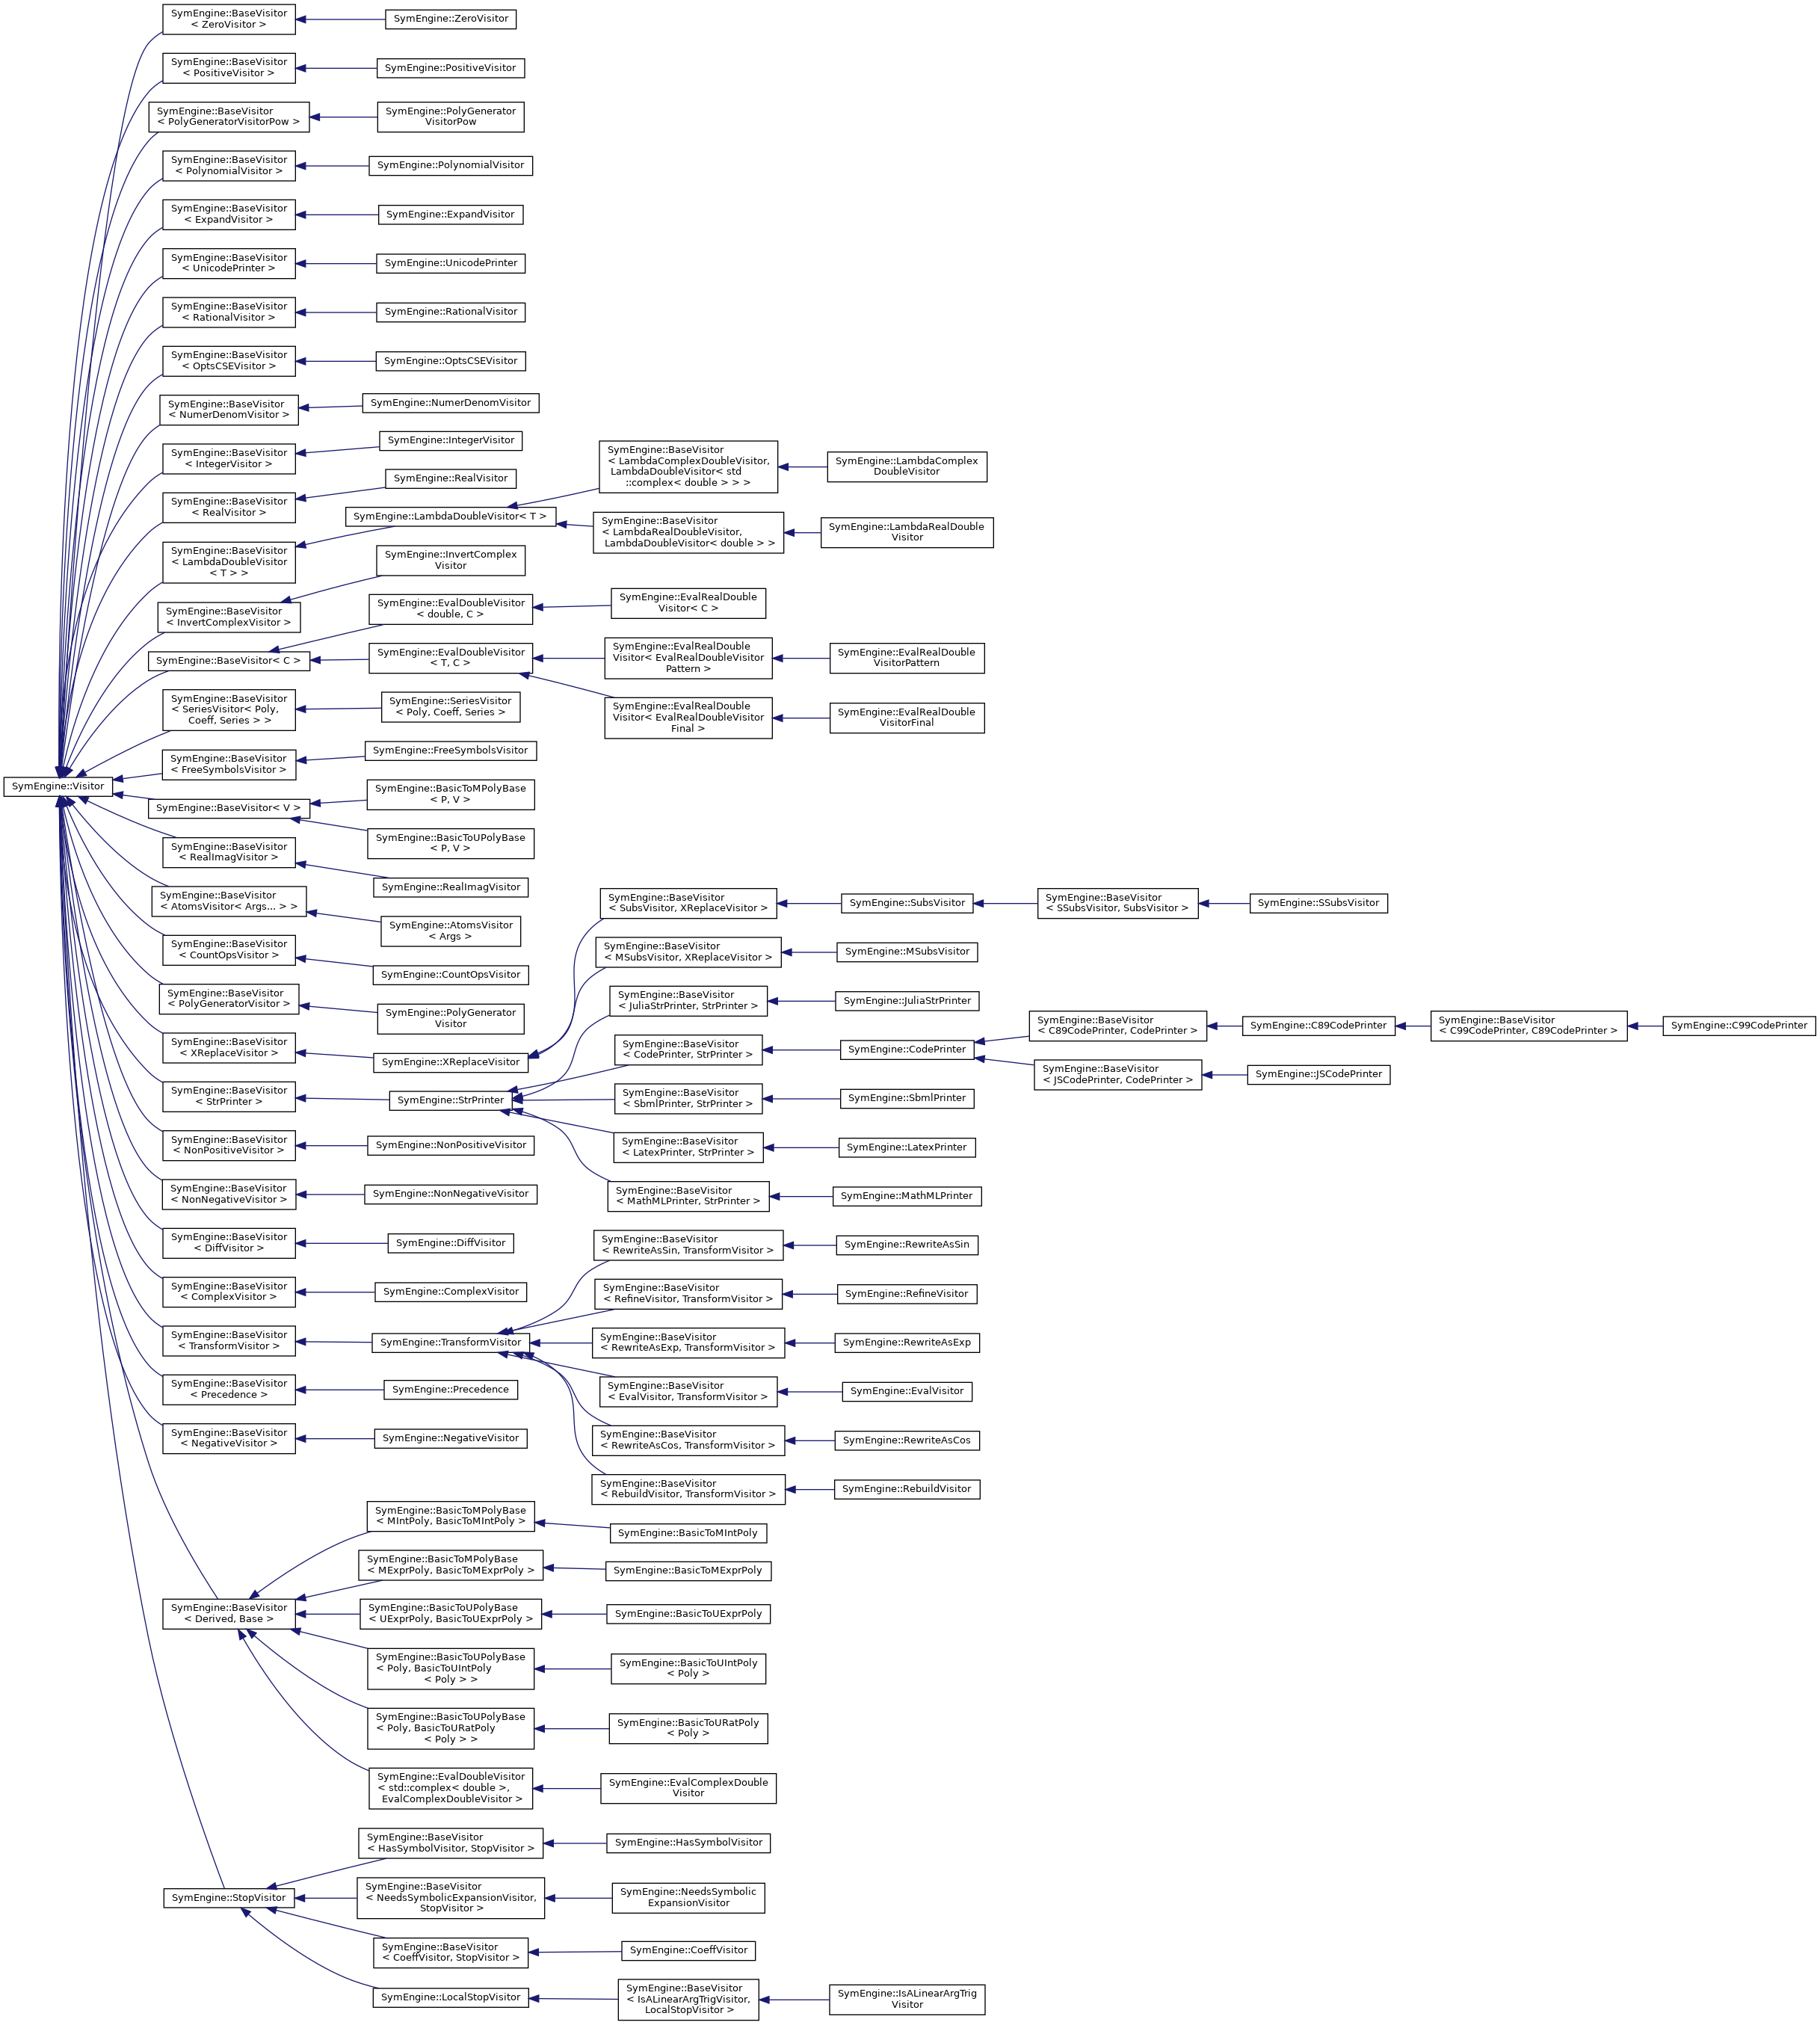 SymEngine::Visitor
SymEngine::BaseVisitor
< ZeroVisitor >
SymEngine::ZeroVisitor
SymEngine::BaseVisitor
< PositiveVisitor >
SymEngine::PositiveVisitor
SymEngine::BaseVisitor
< PolyGeneratorVisitorPow >
SymEngine::PolyGenerator
VisitorPow
SymEngine::BaseVisitor
< PolynomialVisitor >
SymEngine::PolynomialVisitor
SymEngine::BaseVisitor
< ExpandVisitor >
SymEngine::ExpandVisitor
SymEngine::BaseVisitor
< UnicodePrinter >
SymEngine::UnicodePrinter
SymEngine::BaseVisitor
< RationalVisitor >
SymEngine::RationalVisitor
SymEngine::BaseVisitor
< OptsCSEVisitor >
SymEngine::OptsCSEVisitor
SymEngine::BaseVisitor
< NumerDenomVisitor >
SymEngine::NumerDenomVisitor
SymEngine::BaseVisitor
< IntegerVisitor >
SymEngine::IntegerVisitor
SymEngine::BaseVisitor
< RealVisitor >
SymEngine::RealVisitor
SymEngine::BaseVisitor
< LambdaDoubleVisitor
< T > >
SymEngine::LambdaDoubleVisitor< T >
SymEngine::BaseVisitor
< LambdaComplexDoubleVisitor,
LambdaDoubleVisitor< std
::complex< double > > >
SymEngine::LambdaComplex
DoubleVisitor
SymEngine::BaseVisitor
< LambdaRealDoubleVisitor,
LambdaDoubleVisitor< double > >
SymEngine::LambdaRealDouble
Visitor
SymEngine::BaseVisitor
< InvertComplexVisitor >
SymEngine::InvertComplex
Visitor
SymEngine::BaseVisitor< C >
SymEngine::EvalDoubleVisitor
< double, C >
SymEngine::EvalRealDouble
Visitor< C >
SymEngine::EvalDoubleVisitor
< T, C >
SymEngine::EvalRealDouble
Visitor< EvalRealDoubleVisitor
Pattern >
SymEngine::EvalRealDouble
VisitorPattern
SymEngine::EvalRealDouble
Visitor< EvalRealDoubleVisitor
Final >
SymEngine::EvalRealDouble
VisitorFinal
SymEngine::BaseVisitor
< SeriesVisitor< Poly,
Coeff, Series > >
SymEngine::SeriesVisitor
< Poly, Coeff, Series >
SymEngine::BaseVisitor
< FreeSymbolsVisitor >
SymEngine::FreeSymbolsVisitor
SymEngine::BaseVisitor< V >
SymEngine::BasicToMPolyBase
< P, V >
SymEngine::BasicToUPolyBase
< P, V >
SymEngine::BaseVisitor
< RealImagVisitor >
SymEngine::RealImagVisitor
SymEngine::BaseVisitor
< AtomsVisitor< Args... > >
SymEngine::AtomsVisitor
< Args >
SymEngine::BaseVisitor
< CountOpsVisitor >
SymEngine::CountOpsVisitor
SymEngine::BaseVisitor
< PolyGeneratorVisitor >
SymEngine::PolyGenerator
Visitor
SymEngine::BaseVisitor
< XReplaceVisitor >
SymEngine::XReplaceVisitor
SymEngine::BaseVisitor
< SubsVisitor, XReplaceVisitor >
SymEngine::SubsVisitor
SymEngine::BaseVisitor
< SSubsVisitor, SubsVisitor >
SymEngine::SSubsVisitor
SymEngine::BaseVisitor
< MSubsVisitor, XReplaceVisitor >
SymEngine::MSubsVisitor
SymEngine::BaseVisitor
< StrPrinter >
SymEngine::StrPrinter
SymEngine::BaseVisitor
< JuliaStrPrinter, StrPrinter >
SymEngine::JuliaStrPrinter
SymEngine::BaseVisitor
< CodePrinter, StrPrinter >
SymEngine::CodePrinter
SymEngine::BaseVisitor
< C89CodePrinter, CodePrinter >
SymEngine::C89CodePrinter
SymEngine::BaseVisitor
< C99CodePrinter, C89CodePrinter >
SymEngine::C99CodePrinter
SymEngine::BaseVisitor
< JSCodePrinter, CodePrinter >
SymEngine::JSCodePrinter
SymEngine::BaseVisitor
< SbmlPrinter, StrPrinter >
SymEngine::SbmlPrinter
SymEngine::BaseVisitor
< LatexPrinter, StrPrinter >
SymEngine::LatexPrinter
SymEngine::BaseVisitor
< MathMLPrinter, StrPrinter >
SymEngine::MathMLPrinter
SymEngine::BaseVisitor
< NonPositiveVisitor >
SymEngine::NonPositiveVisitor
SymEngine::BaseVisitor
< NonNegativeVisitor >
SymEngine::NonNegativeVisitor
SymEngine::BaseVisitor
< DiffVisitor >
SymEngine::DiffVisitor
SymEngine::BaseVisitor
< ComplexVisitor >
SymEngine::ComplexVisitor
SymEngine::BaseVisitor
< TransformVisitor >
SymEngine::TransformVisitor
SymEngine::BaseVisitor
< RewriteAsSin, TransformVisitor >
SymEngine::RewriteAsSin
SymEngine::BaseVisitor
< RefineVisitor, TransformVisitor >
SymEngine::RefineVisitor
SymEngine::BaseVisitor
< RewriteAsExp, TransformVisitor >
SymEngine::RewriteAsExp
SymEngine::BaseVisitor
< EvalVisitor, TransformVisitor >
SymEngine::EvalVisitor
SymEngine::BaseVisitor
< RewriteAsCos, TransformVisitor >
SymEngine::RewriteAsCos
SymEngine::BaseVisitor
< RebuildVisitor, TransformVisitor >
SymEngine::RebuildVisitor
SymEngine::BaseVisitor
< Precedence >
SymEngine::Precedence
SymEngine::BaseVisitor
< NegativeVisitor >
SymEngine::NegativeVisitor
SymEngine::BaseVisitor
< Derived, Base >
SymEngine::BasicToMPolyBase
< MIntPoly, BasicToMIntPoly >
SymEngine::BasicToMIntPoly
SymEngine::BasicToMPolyBase
< MExprPoly, BasicToMExprPoly >
SymEngine::BasicToMExprPoly
SymEngine::BasicToUPolyBase
< UExprPoly, BasicToUExprPoly >
SymEngine::BasicToUExprPoly
SymEngine::BasicToUPolyBase
< Poly, BasicToUIntPoly
< Poly > >
SymEngine::BasicToUIntPoly
< Poly >
SymEngine::BasicToUPolyBase
< Poly, BasicToURatPoly
< Poly > >
SymEngine::BasicToURatPoly
< Poly >
SymEngine::EvalDoubleVisitor
< std::complex< double >,
EvalComplexDoubleVisitor >
SymEngine::EvalComplexDouble
Visitor
SymEngine::StopVisitor
SymEngine::BaseVisitor
< HasSymbolVisitor, StopVisitor >
SymEngine::HasSymbolVisitor
SymEngine::BaseVisitor
< NeedsSymbolicExpansionVisitor,
StopVisitor >
SymEngine::NeedsSymbolic
ExpansionVisitor
SymEngine::BaseVisitor
< CoeffVisitor, StopVisitor >
SymEngine::CoeffVisitor
SymEngine::LocalStopVisitor
SymEngine::BaseVisitor
< IsALinearArgTrigVisitor,
LocalStopVisitor >
SymEngine::IsALinearArgTrig
Visitor